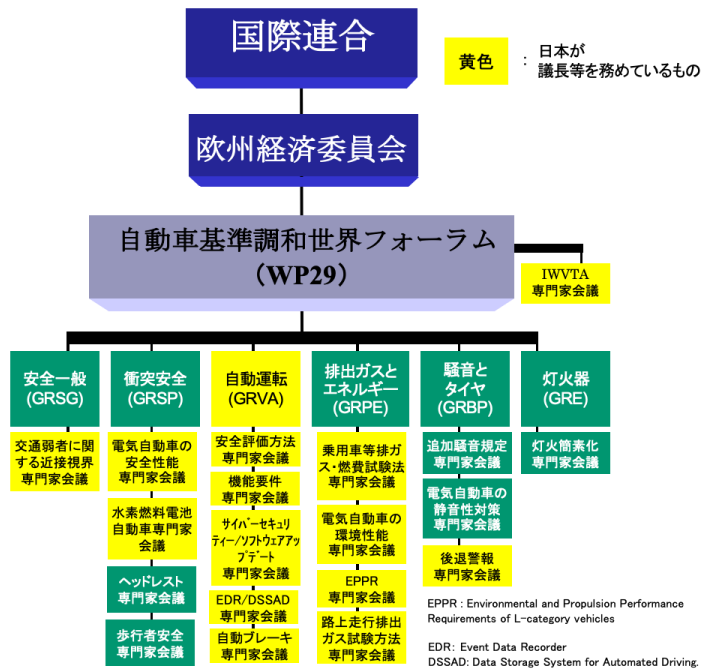 国際連合
黄色
:
日本が
議長等を務めているもの
欧州経済委員会
自動車基準調和世界フォーラム
（WP29）
IWVTA
専門家会議
安全一般
(GRSG)
衝突安全
(GRSP)
自動運転
(GRVA)
排出ガスと
エネルギー
(GRPE)
騒音と
タイヤ
(GRBP)
灯火器
(GRE)
交通弱者に関
する近接視界
専門家会議
電気自動車の
安全性能
専門家会議
水素燃料電池
自動車専門家
会議
ヘッドレスト
専門家会議
歩行者安全
専門家会議
安全評価方法
専門家会議
機能要件
専門家会議
サイバーセキュリ
ティー/ソフトウェアアッ
プデート
専門家会議
EDR/DSSAD
専門家会議
自動ブレーキ
専門家会議
乗用車等排ガ
ス・燃費試験法
専門家会議
電気自動車の
環境性能
専門家会議
EPPR
専門家会議
路上走行排出
ガス試験方法
専門家会議
追加騒音規定
専門家会議
電気自動車の
静音性対策
専門家会議
後退警報
専門家会議
灯火簡素化
専門家会議
EPPR : Environmental and Propulsion Performance
Requirements of L-category vehicles
EDR: Event Data Recorder
DSSAD: Data Storage System for Automated Driving.